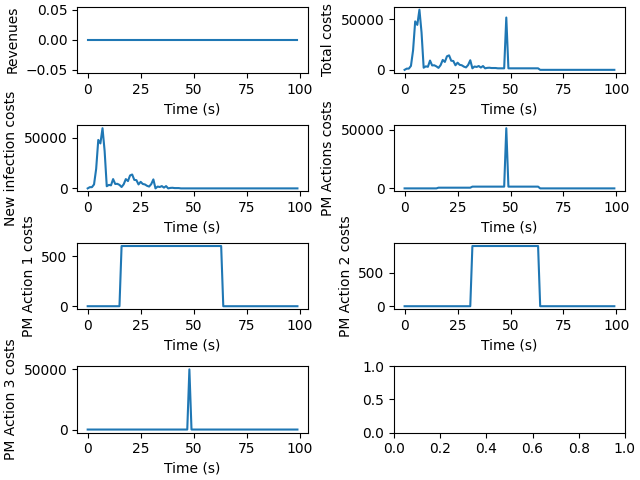 Revenues
0.05
0.00
−0.05
0 25 50 75 100
Time (s)
Total costs
50000
0
0 25 50 75 100
Time (s)
New infection costs
50000
0
0 25 50 75 100
Time (s)
PM Actions costs
50000
0
0 25 50 75 100
Time (s)
PM Action 1 costs
500
0
0 25 50 75 100
Time (s)
PM Action 2 costs
500
0
0 25 50 75 100
Time (s)
PM Action 3 costs
50000
0
0 25 50 75 100
Time (s)
1.0
0.5
0.0
0.0 0.2 0.4 0.6 0.8 1.0